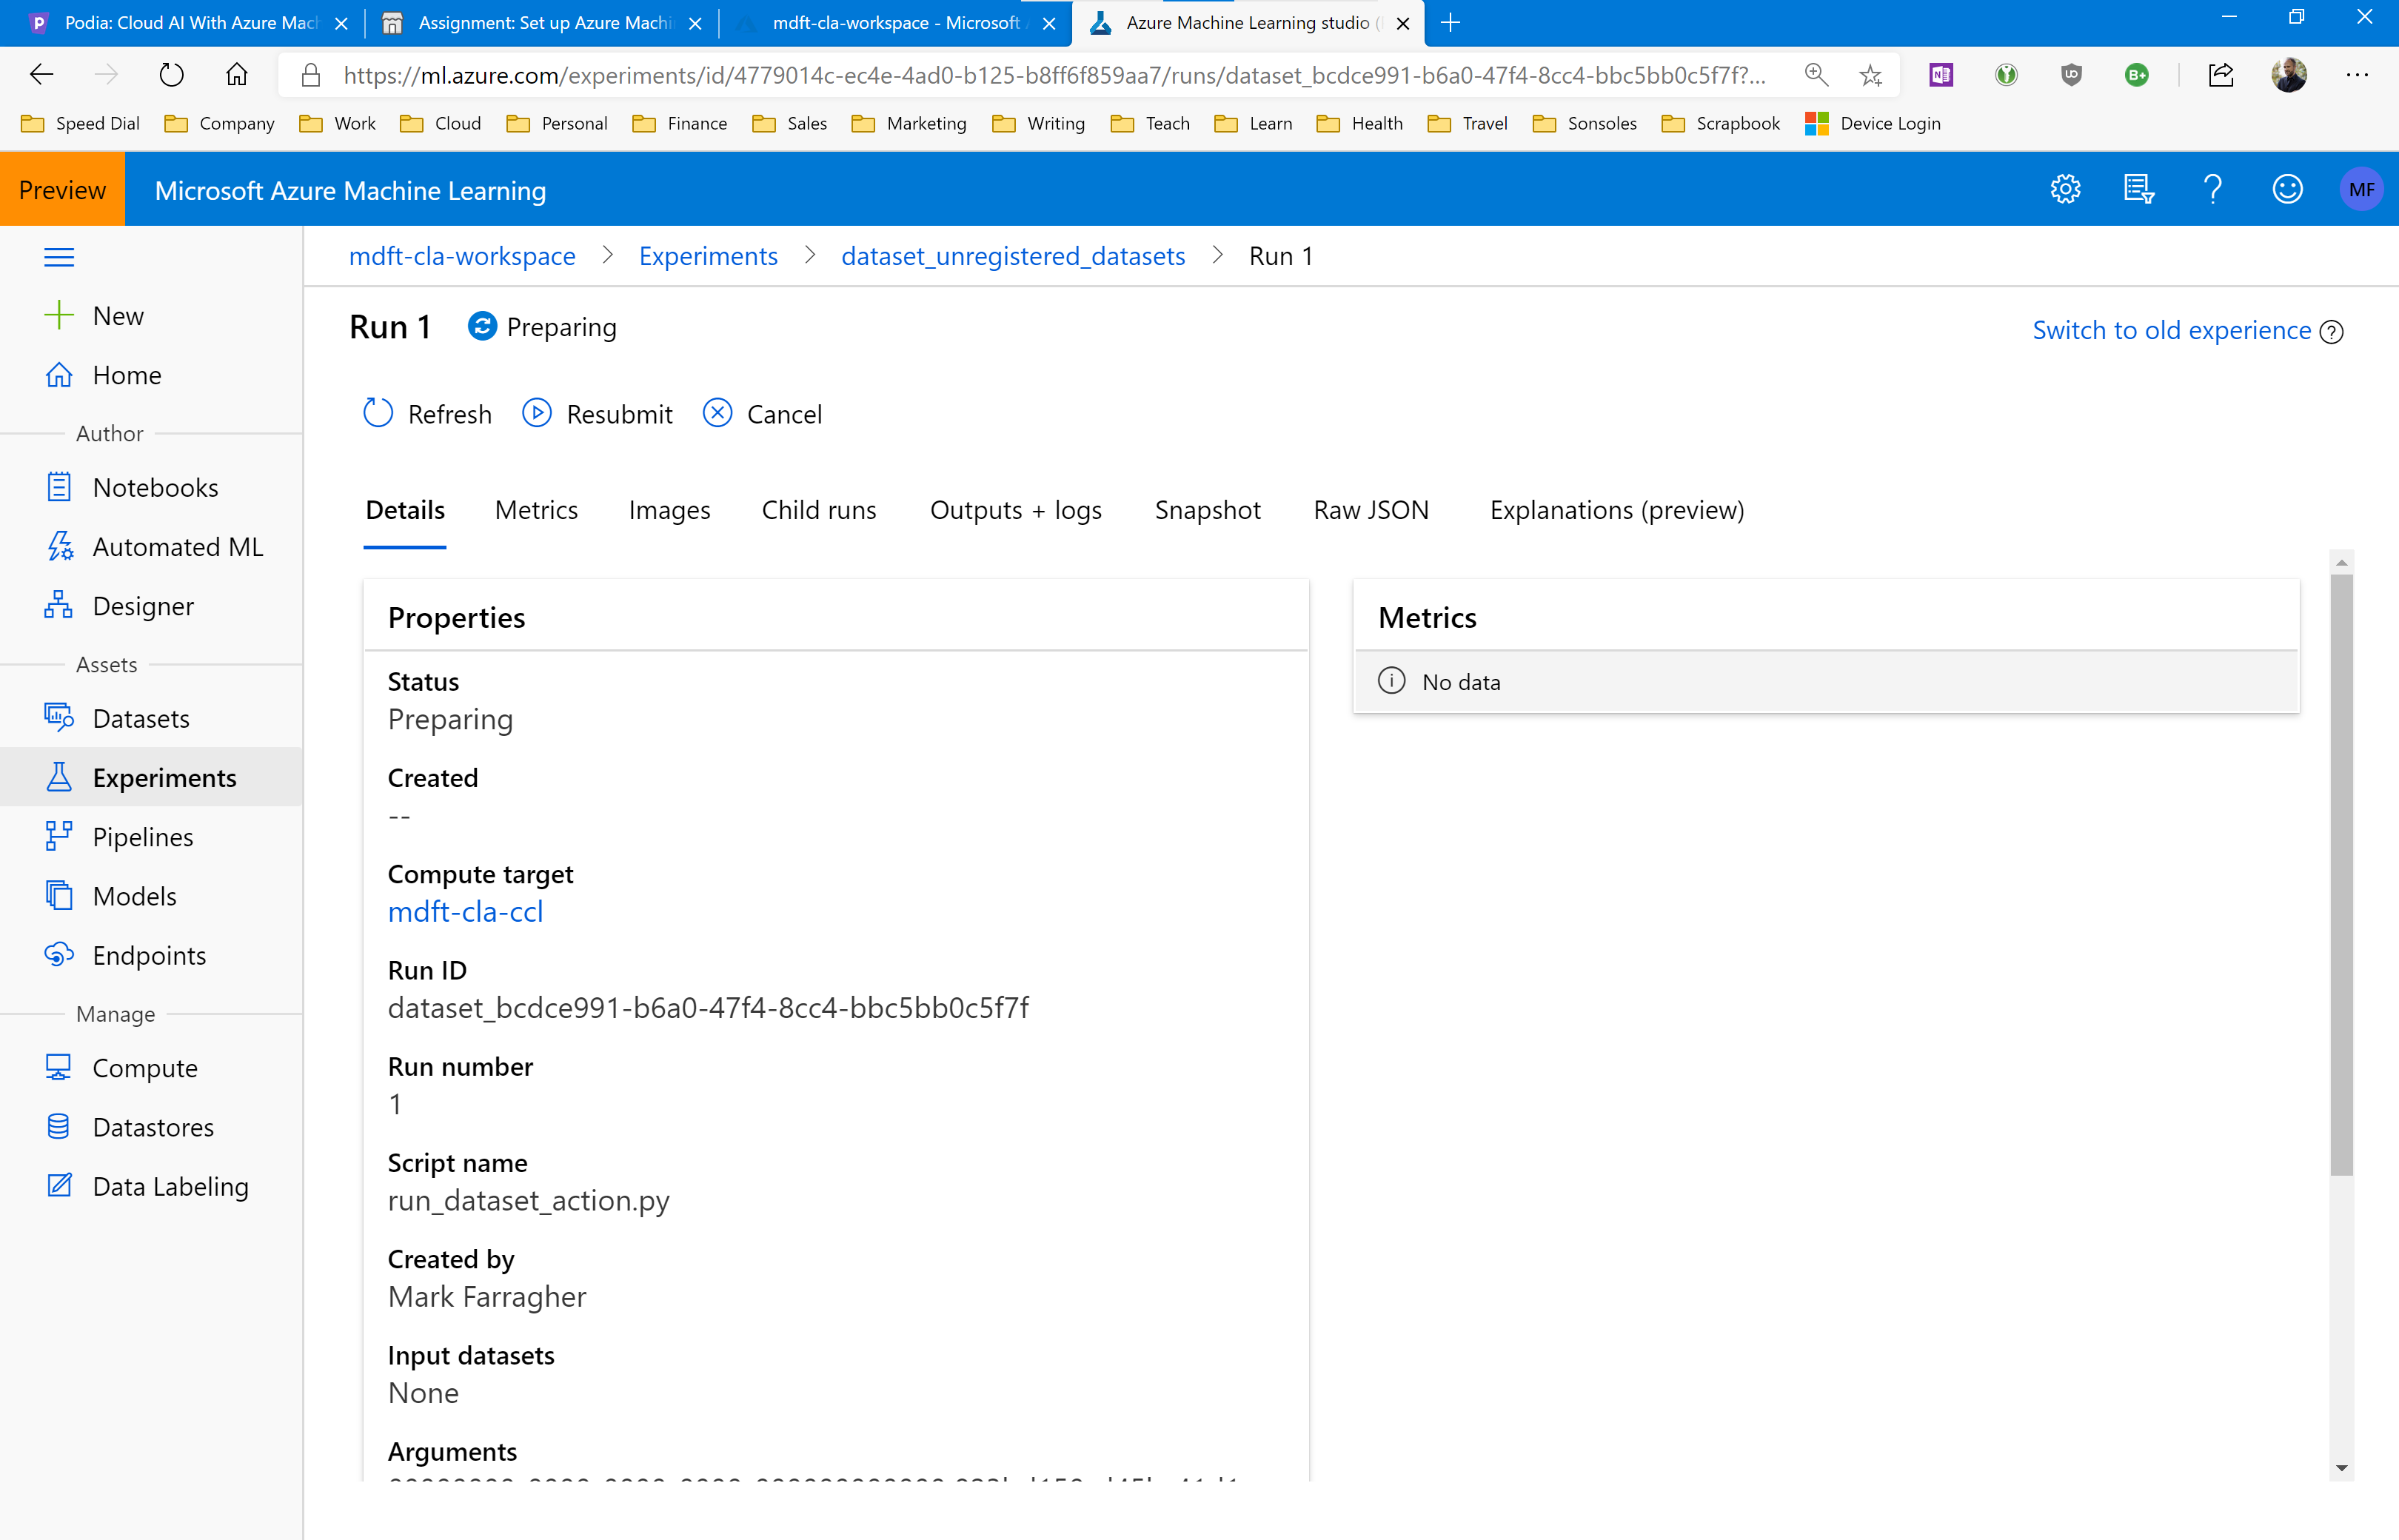 Podia: Cloud AI With Azure Mach
Assignment: Set up Azure Machi
mdft-cla-workspace - Microsoft
Azure Machine Learning studio (
https://ml.azure.com/experiments/id/4779014c-ec4e-4ad0-b125-b8ff6f859aa7/runs/dataset_bcdce991-b6a0-47f4-8cc4-bbc5bb0c5f7f?...
Speed Dial Company Work Cloud Personal Finance Sales Marketing Writing Teach Learn Health Travel Sonsoles Scrapbook Device Login
Preview Microsoft Azure Machine Learning MF
mdft-cla-workspace > Experiments > dataset_unregistered_datasets > Run 1
New
Home
Author
Notebooks
Automated ML
Designer
Assets
Datasets
Experiments
Pipelines
Models
Endpoints
Manage
Compute
Datastores
Data Labeling
Run 1 Preparing
Switch to old experience
Refresh Resubmit Cancel
Details Metrics Images Child runs Outputs + logs Snapshot Raw JSON Explanations (preview)
Properties
Status
Preparing
Created
--
Compute target
mdft-cla-ccl
Run ID
dataset_bcdce991-b6a0-47f4-8cc4-bbc5bb0c5f7f
Run number
1
Script name
run_dataset_action.py
Created by
Mark Farragher
Input datasets
None
Arguments
Metrics
No data